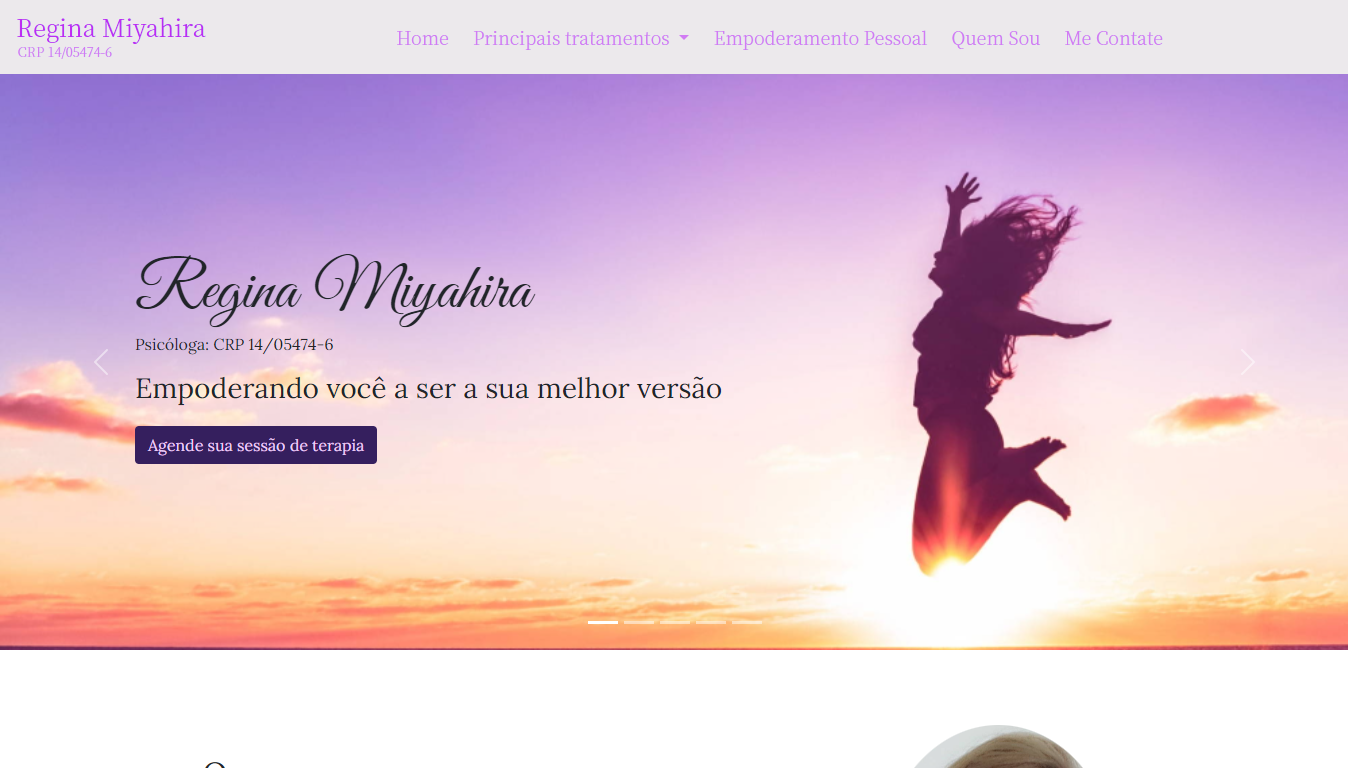 Regina Miyahira
CRP 14/05474-6
Home Principais tratamentos Empoderamento Pessoal Quem Sou Me Contate
Regina Miyahira
Psicóloga: CRP 14/05474-6
Empoderando você a ser a sua melhor versão
Agende sua sessão de terapia